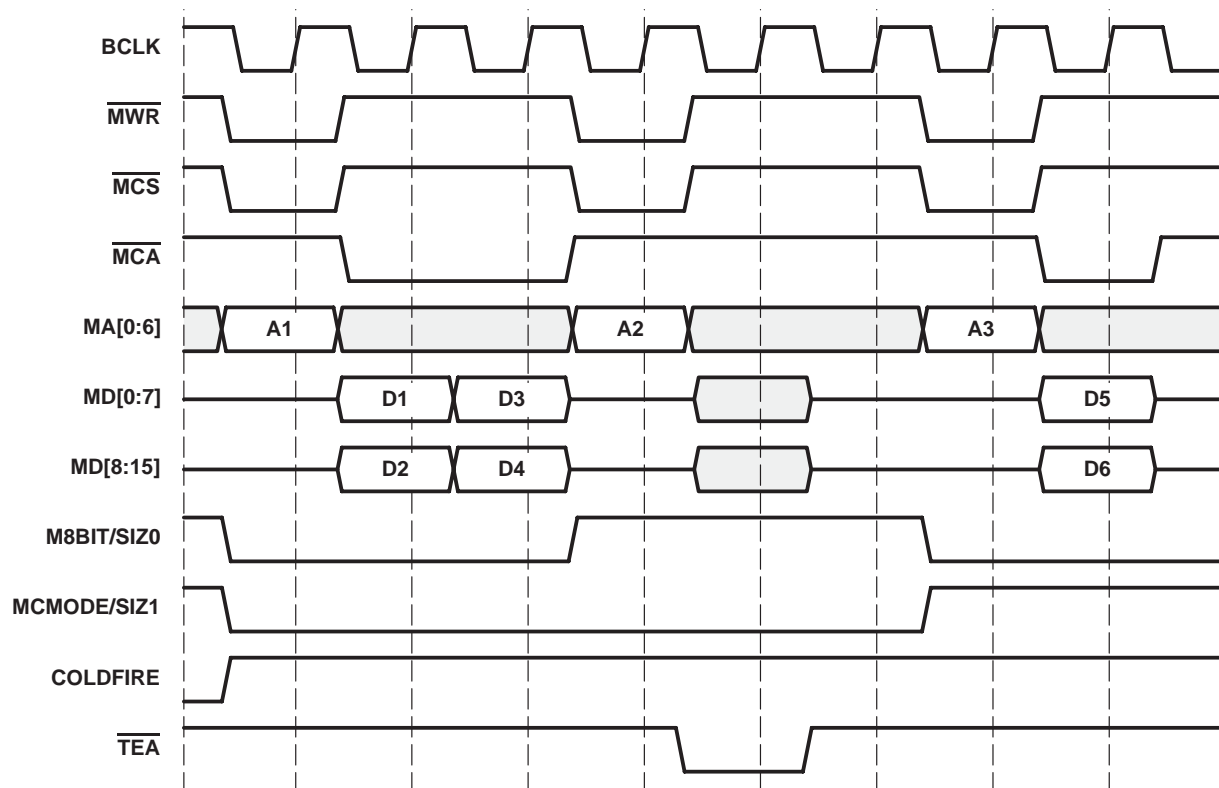 BCLK
MWR
MCS
MCA
MA[0:6] A1 A2 A3
MD[0:7] D1 D3 D5
MD[8:15] D2 D4 D6
M8BIT/SIZ0
MCMODE/SIZ1
COLDFIRE
TEA